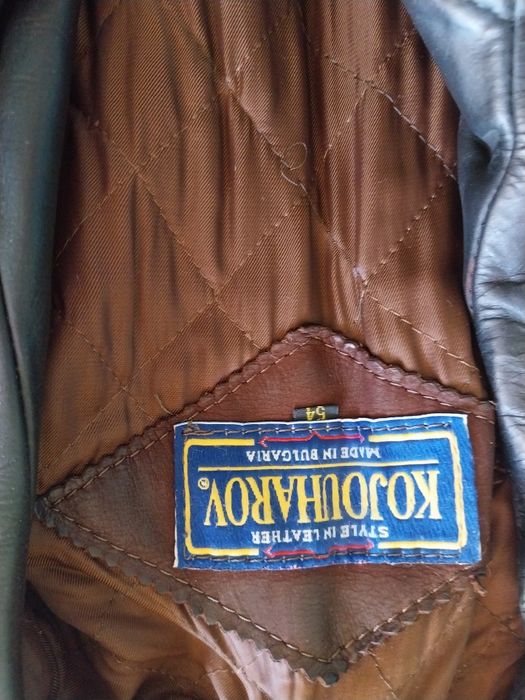 STYLE IN LEATHER
KOJOUHAROV®
MADE IN BULGARIA
54